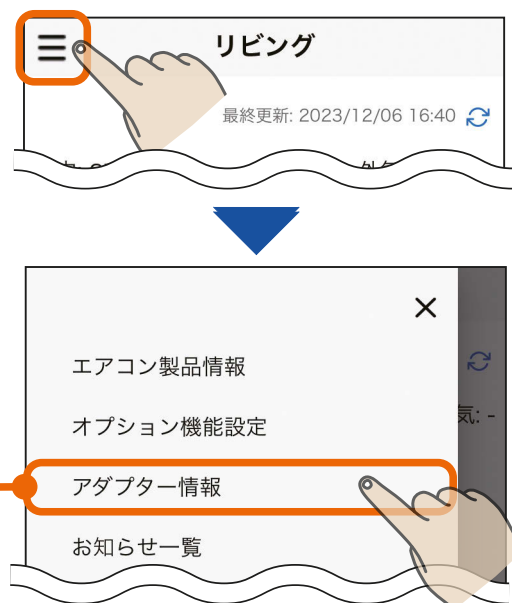 リビング
最終更新: 2023/12/06 16:40
エアコン製品情報
気: -
オプション機能設定
アダプター情報
お知らせ一覧